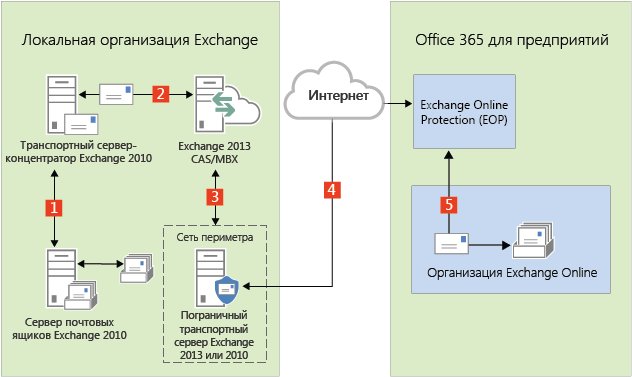 Локальная организация Exchange
2
Транспортный сервер-
концентратор Exchange 2010
Exchange 2013
CAS/MBX
1
3
Сеть периметра
Сервер почтовых
ящиков Exchange 2010
Пограничный
транспортный
сервер Exchange
2013 или 2010
Интернет
4
Office 365 для предприятий
Exchange Online
Protection (EOP)
5
Организация Exchange Online